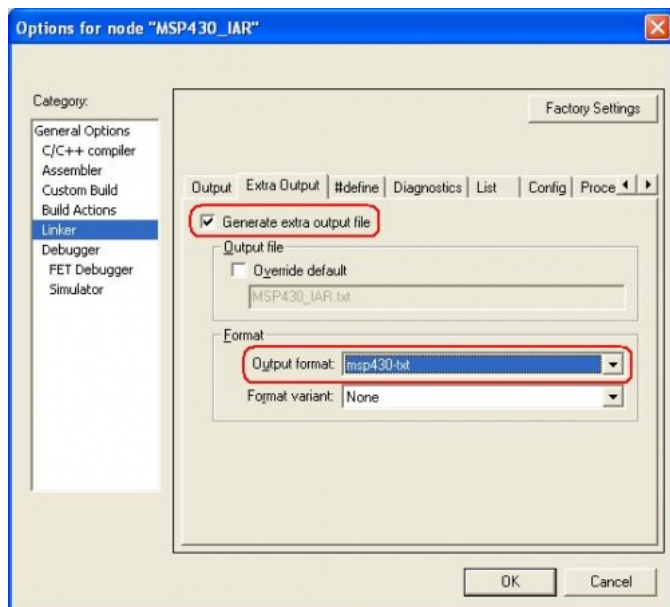 Options for node "MSP430_IAR"
Category:
General Options
C/C++ compiler
Assembler
Custom Build
Build Actions
Linker
Debugger
FET Debugger
Simulator
Factory Settings
Output
Extra Output
#define
Diagnostics
List
Config
Proce
Generate extra output file
Output file
Override default
MSP430_IAR.txt
Format
Output format:
msp430-txt
Format variant:
None
OK
Cancel